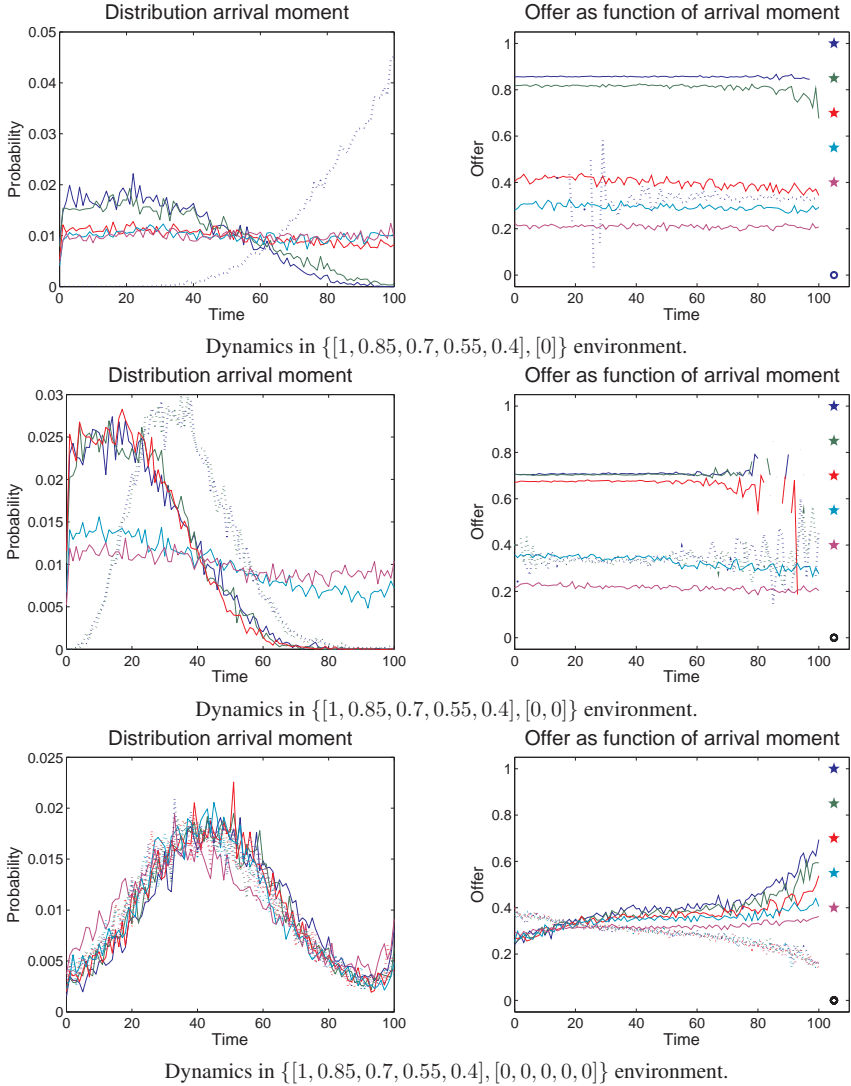 Distribution arrival moment
Probability
0.05
0.04
0.03
0.02
0.01
0
0 20 40 60 80 100
Time
Offer as function of arrival moment
Offer
1
0.8
0.6
0.4
0.2
0
0 20 40 60 80 100
Time
Dynamics in {[1, 0.85, 0.7, 0.55, 0.4], [0]} environment.
Distribution arrival moment
Probability
0.03
0.025
0.02
0.015
0.01
0.005
0
0 20 40 60 80 100
Time
Offer as function of arrival moment
Offer
1
0.8
0.6
0.4
0.2
0
0 20 40 60 80 100
Time
Dynamics in {[1, 0.85, 0.7, 0.55, 0.4], [0, 0]} environment.
Distribution arrival moment
Probability
0.025
0.02
0.015
0.01
0.005
0
0 20 40 60 80 100
Time
Offer as function of arrival moment
Offer
1
0.8
0.6
0.4
0.2
0
0 20 40 60 80 100
Time
Dynamics in {[1, 0.85, 0.7, 0.55, 0.4], [0, 0, 0, 0, 0]} environment.